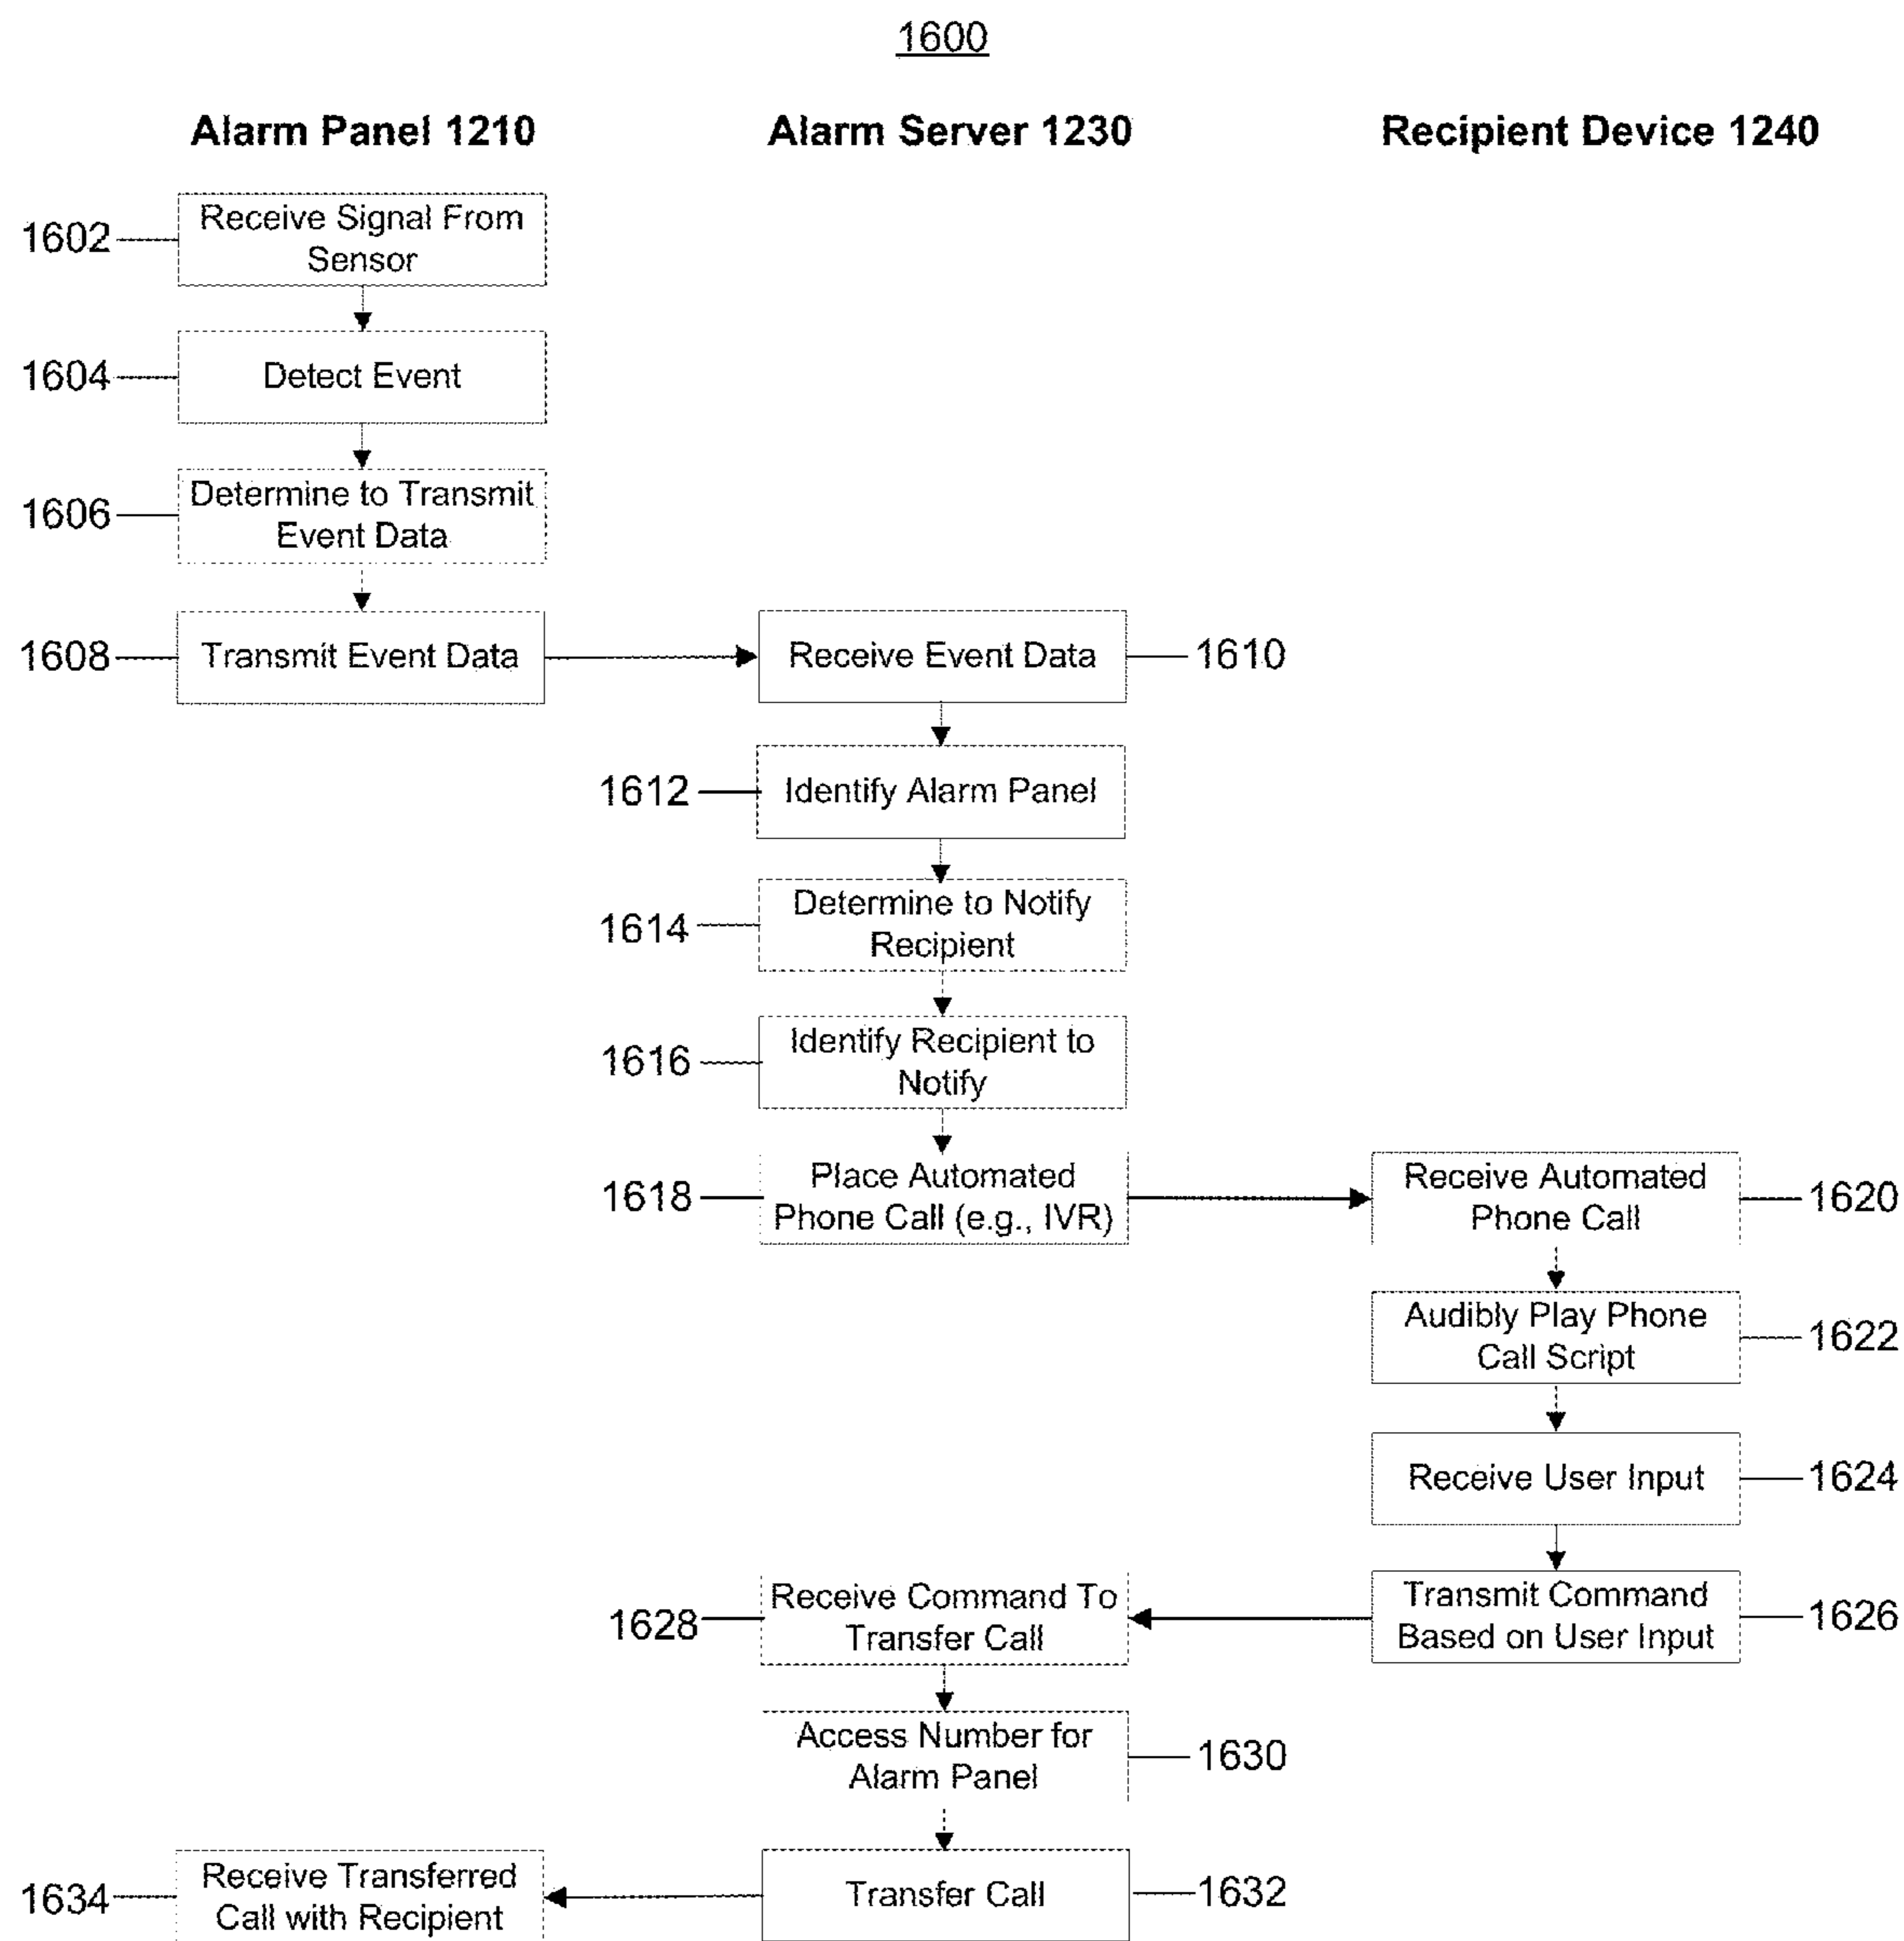 1600
Alarm Panel 1210
Alarm Server 1230
Recipient Device 1240
1602
Receive Signal From
Sensor
1604
Detect Event
1606
Determine to Transmit
Event Data
1608
Transmit Event Data
Receive Event Data
1610
1612
Identify Alarm Panel
1614
Determine to Notify
Recipient
1616
Identify Recipient to
Notify
1618
Place Automated
Phone Call (e.g., IVR)
Receive Automated
Phone Call
1620
Audibly Play Phone
Call Script
1622
Receive User Input
1624
1628
Receive Command To
Transfer Call
Transmit Command
Based on User Input
1626
Access Number for
Alarm Panel
1630
1634
Receive Transferred
Call with Recipient
Transfer Call
1632